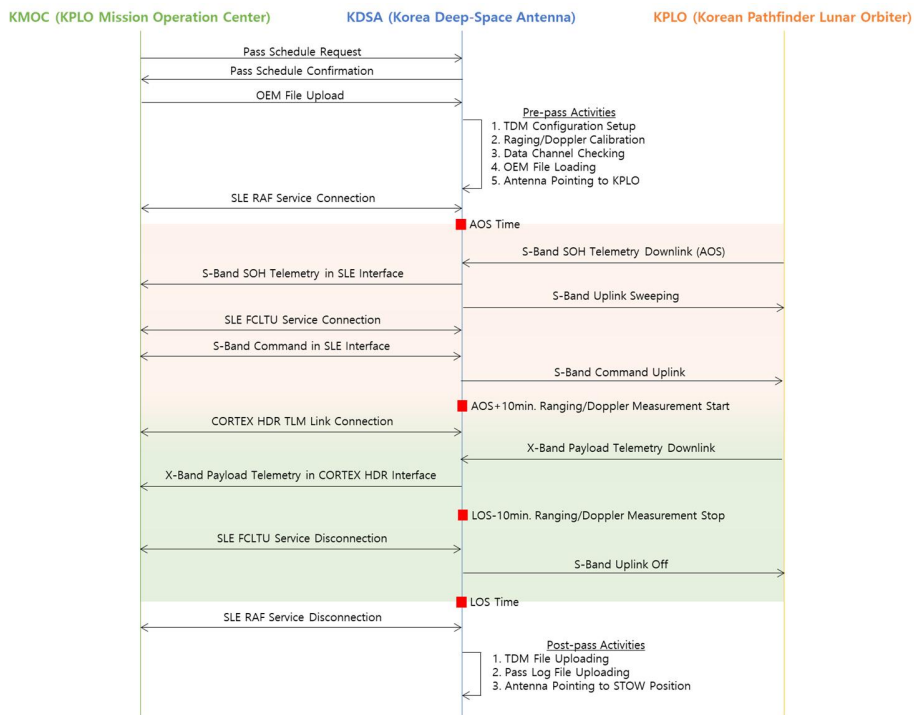 KMOC (KPLO Mission Operation Center)
KDSA (Korea Deep-Space Antenna)
KPLO (Korean Pathfinder Lunar Orbiter)
Pass Schedule Request
Pass Schedule Confirmation
OEM File Upload
Pre-pass Activities
1. TDM Configuration Setup
2. Raging/Doppler Calibration
3. Data Channel Checking
4. OEM File Loading
5. Antenna Pointing to KPLO
SLE RAF Service Connection
AOS Time
S-Band SOH Telemetry Downlink (AOS)
S-Band SOH Telemetry in SLE Interface
S-Band Uplink Sweeping
SLE FCLTU Service Connection
S-Band Command in SLE Interface
S-Band Command Uplink
AOS+10min. Ranging/Doppler Measurement Start
CORTEX HDR TLM Link Connection
X-Band Payload Telemetry Downlink
X-Band Payload Telemetry in CORTEX HDR Interface
LOS-10min. Ranging/Doppler Measurement Stop
SLE FCLTU Service Disconnection
S-Band Uplink Off
LOS Time
SLE RAF Service Disconnection
Post-pass Activities
1. TDM File Uploading
2. Pass Log File Uploading
3. Antenna Pointing to STOW Position